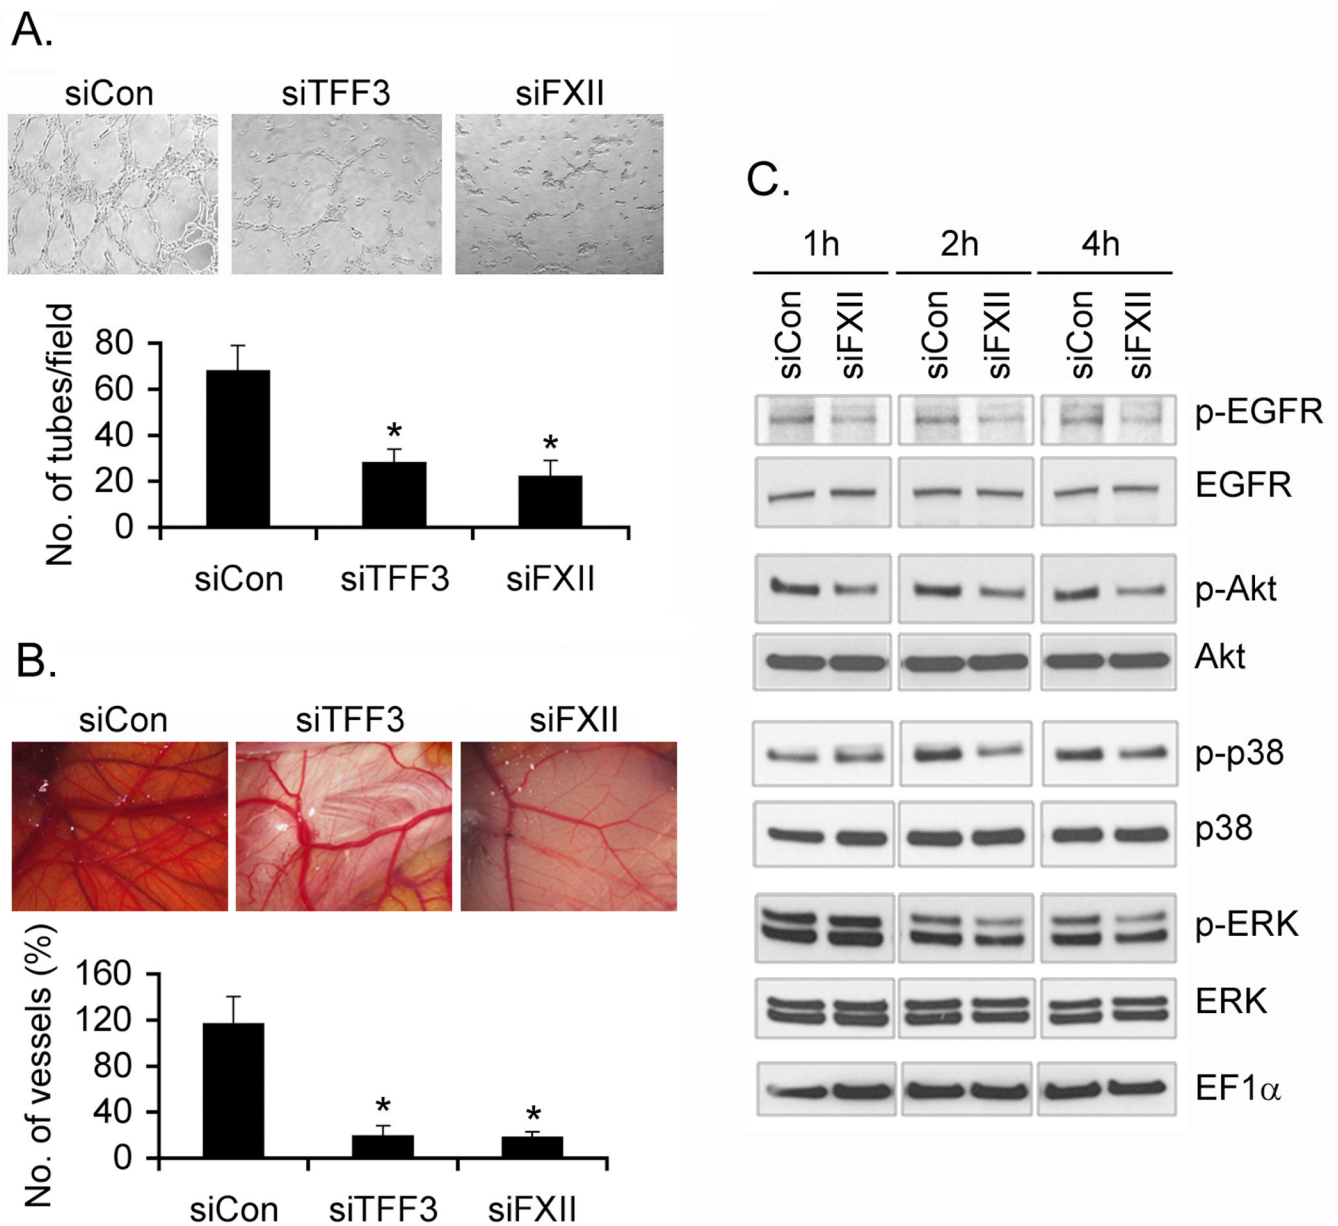 A.
siCon siTFF3 siFXII
No. of tubes/field
80
60
40
20
0
* *
siCon siTFF3 siFXII
B.
siCon siTFF3 siFXII
No. of vessels (%)
160
120
80
40
0
* *
siCon siTFF3 siFXII
C.
1h 2h 4h
siCon siFXII siCon siFXII siCon siFXII
p-EGFR
EGFR
p-Akt
Akt
p-p38
p38
p-ERK
ERK
EF1α